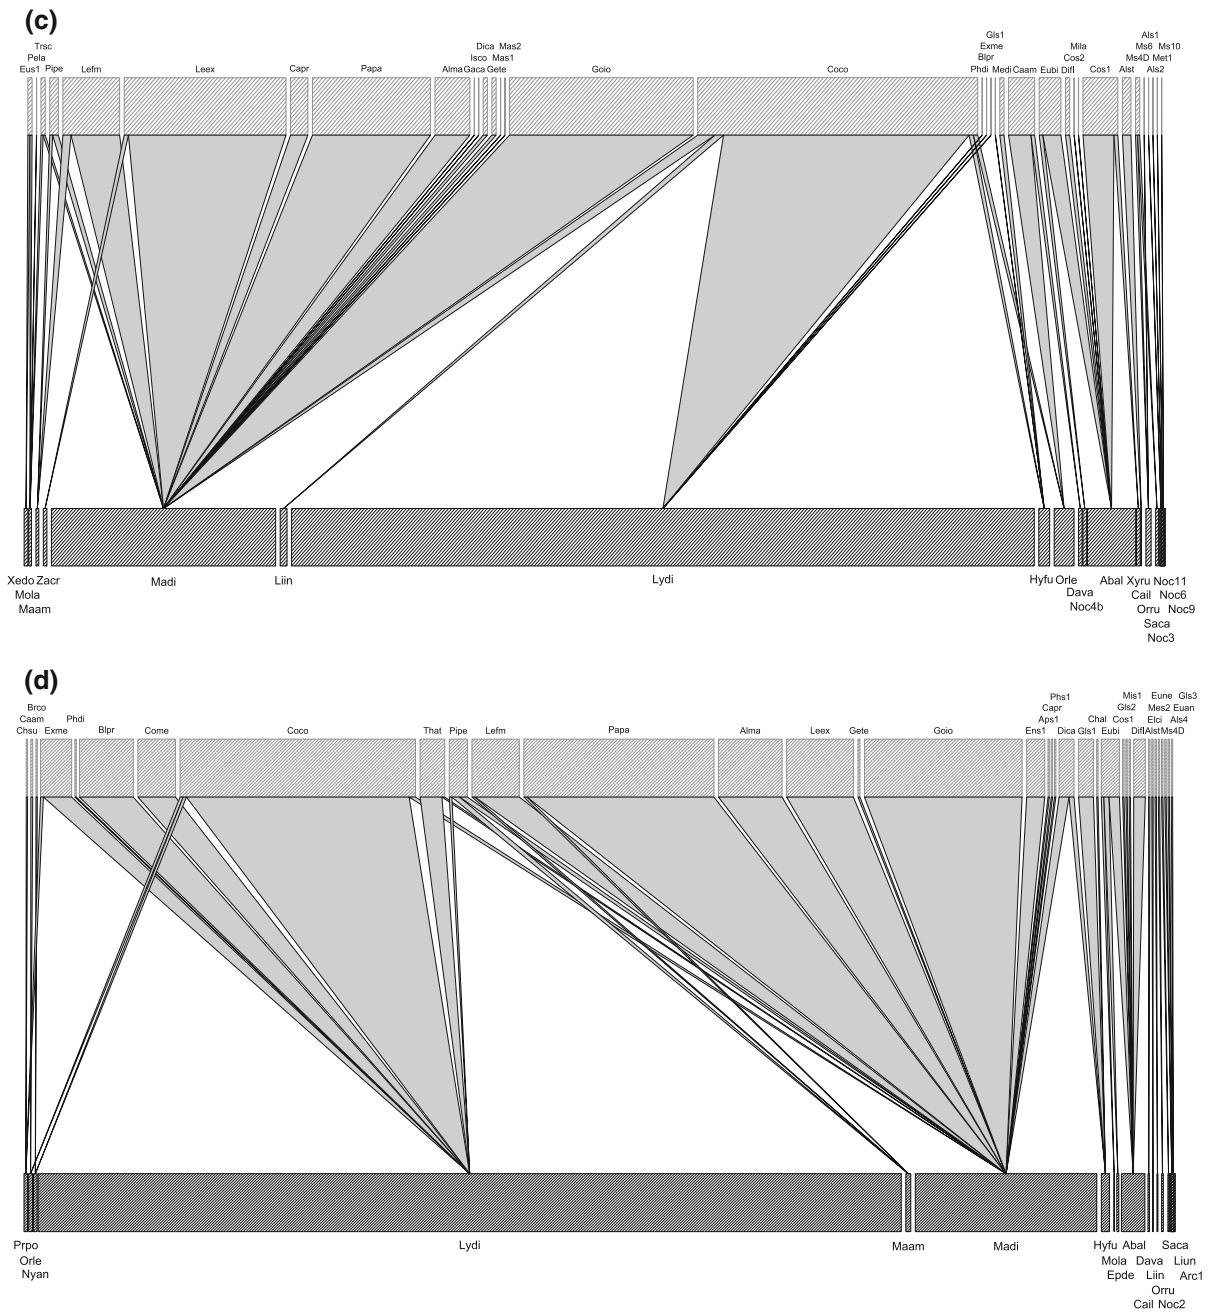 (c)
Gls1 Als1
Trsc Dica Mas2 Exme Mila Ms6 Ms10
Pela Isco Mas1 Blpr Cos2 Ms4D Met1
Eus1 Pipe Lefm Leex Capr Papa Alma Gaca Gete Goio Coco Phdi Medi Caam Eubi Difl Cos1 Alst Als2
Xedo Zacr Madi Liin Lydi Hyfu Orle Abal Xyru Noc11
Mola Dava Cail Noc6
Maam Noc4b Orru Noc9
Saca
Noc3
(d)
Phs1 Mis1 Eune Gls3
Brco Capr Gls2 Mes2 Euan
Caam Phdi Aps1 Chal Cos1 Elci Als4
Chsu Exme Blpr Come Coco That Pipe Lefm Papa Alma Leex Gete Goio Ens1 Dica Gls1 Eubi Difl Alst Ms4D
Prpo Lydi Maam Madi Hyfu Abal Saca
Orle Mola Dava Liun
Nyan Epde Liin Arc1
Orru
Cail Noc2